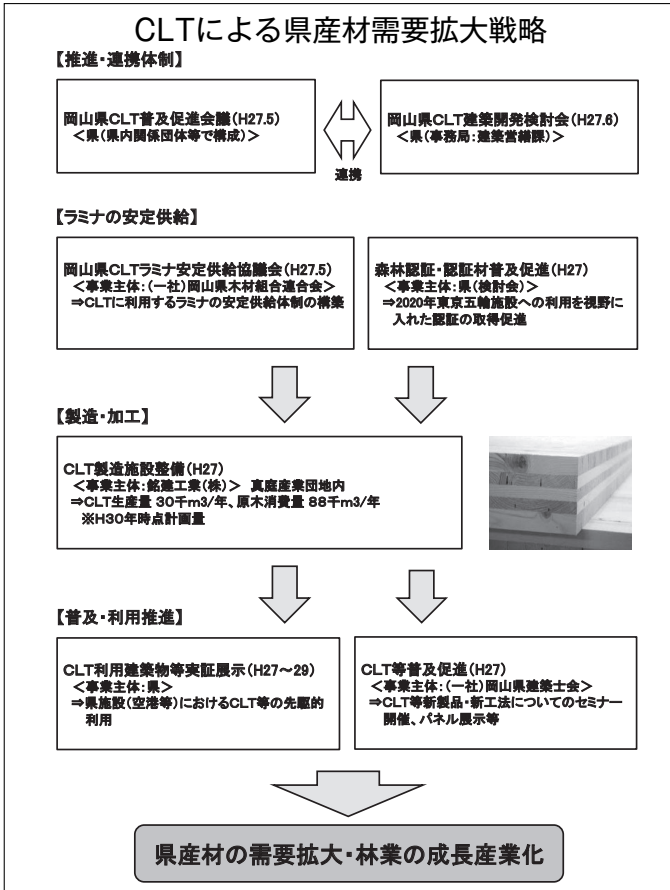 CLTによる県産材需要拡大戦略
【推進・連携体制】
岡山県CLT普及促進会議(H27.5)
<県(県内関係団体等で構成)>
連携
岡山県CLT建築開発検討会(H27.6)
<県(事務局:建築営繕課)>
【ラミナの安定供給】
岡山県CLTラミナ安定供給協議会(H27.5)
<事業主体:(一社)岡山県木材組合連合会>
⇒CLTに利用するラミナの安定供給体制の構築
森林認証・認証材普及促進(H27)
<事業主体:県(検討会)>
⇒2020年東京五輪施設への利用を視野に
入れた認証の取得促進
【製造・加工】
CLT製造施設整備(H27)
<事業主体:銘建工業(株)> 真庭産業団地内
⇒CLT生産量 30千m3/年、原木消費量 88千m3/年
※H30年時点計画量
【普及・利用推進】
CLT利用建築物等実証展示(H27~29)
<事業主体:県>
⇒県施設(空港等)におけるCLT等の先駆的
利用
CLT等普及促進(H27)
<事業主体:(一社)岡山県建築士会>
⇒CLT等新製品・新工法についてのセミナー
開催、パネル展示等
県産材の需要拡大・林業の成長産業化